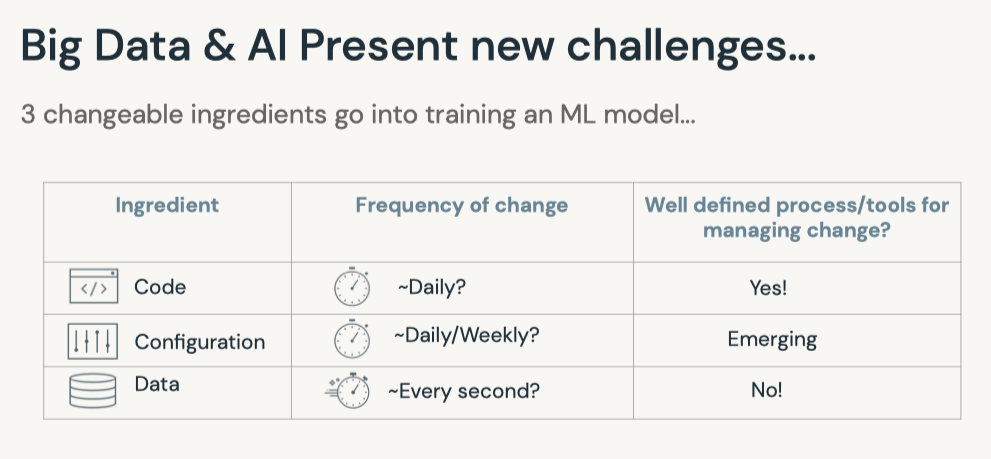 Big Data & AI Present new challenges...
3 changeable ingredients go into training an ML model...
Ingredient
Frequency of change
Well defined process/tools for
managing change?
</>
Code
~Daily?
Yes!
Configuration
~Daily/Weekly?
Emerging
Data
~Every second?
No!